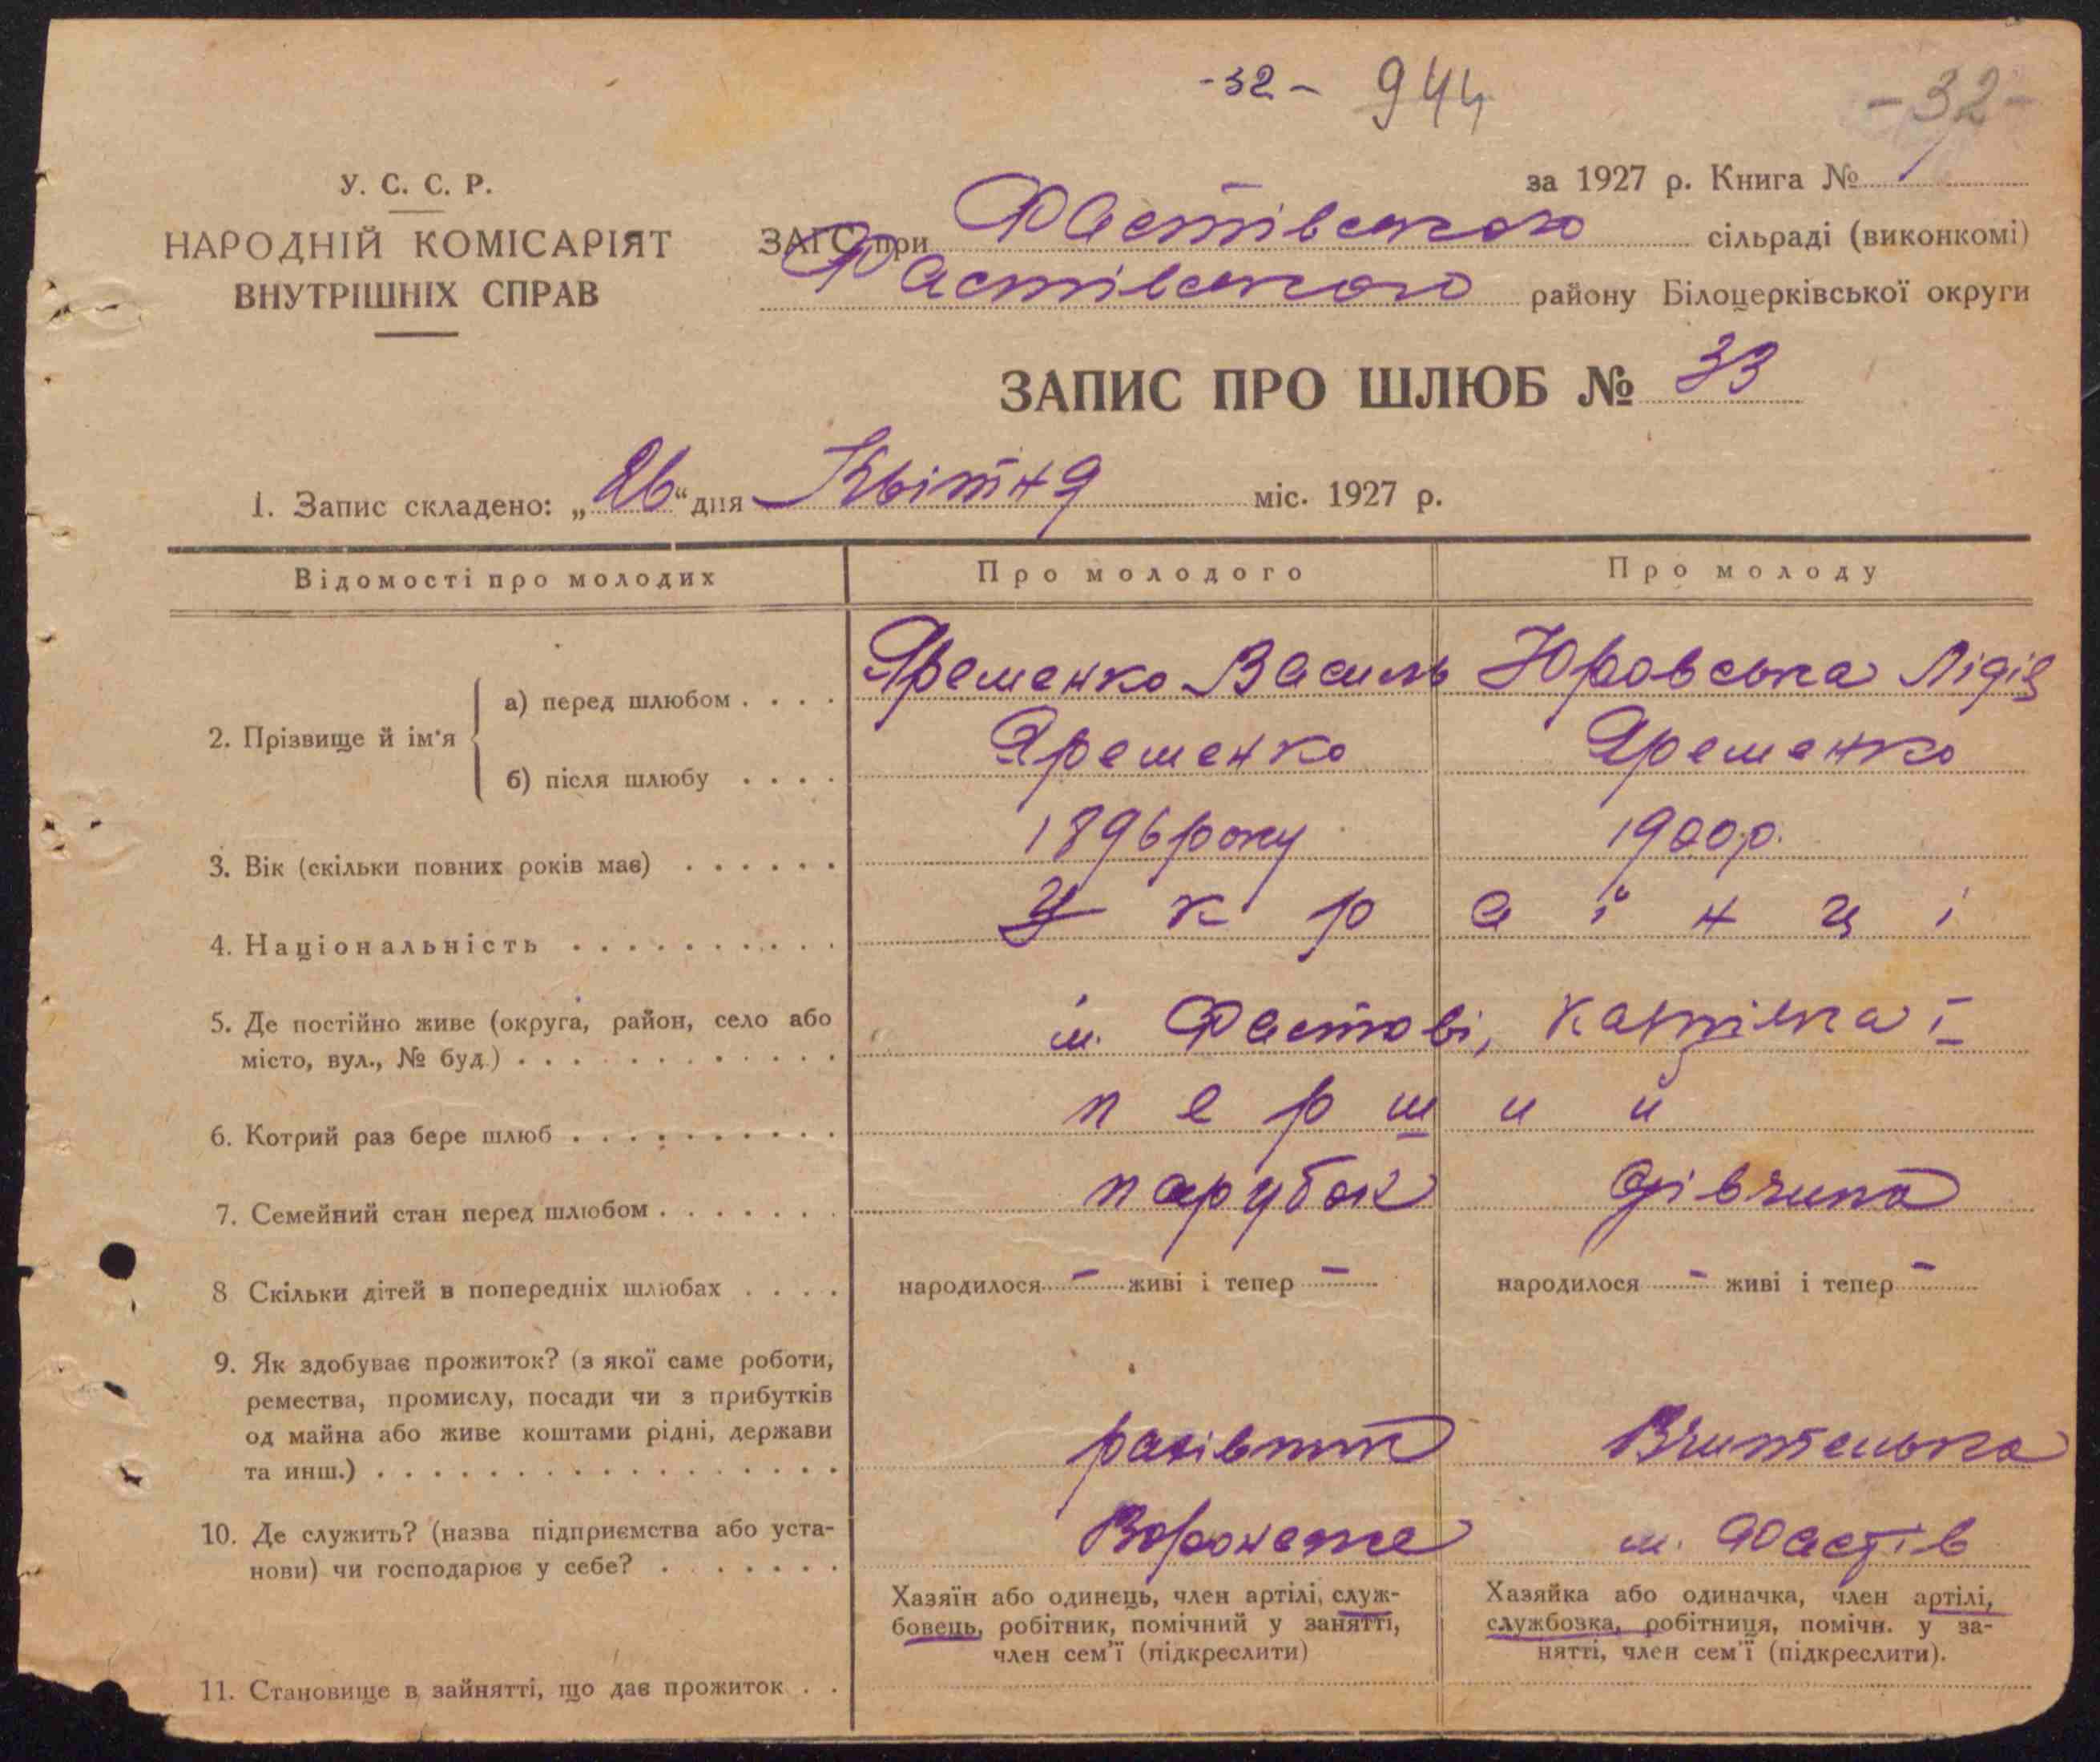 -32- 944 -32-
У. С. С. Р.
за 1927 р. Книга №
НАРОДНІЙ КОМІСАРІЯТ
ВНУТРІШНІХ СПРАВ
ЗАГС при Фастівського сільраді (виконкомі)
Фастівського району Білоцерківської округи
ЗАПИС ПРО ШЛЮБ № 33
1. Запис складено: „26“ дня Квітня міс. 1927 р.
Відомості про молодих Про молодого Про молоду
2. Прізвище й ім'я
а) перед шлюбом . . . . Яременко Василь Юровська Лідія
б) після шлюбу . . . . Яременко Яременко
3. Вік (скільки повних років має) . . . . . . 1896 року 1900 р.
4. Національність . . . . . . . . . . Українці
5. Де постійно живе (округа, район, село або
місто, вул., № буд.) . . . . . . . . . . . . м. Фастові,
6. Котрий раз бере шлюб . . . . . . . . . . перший
7. Семейний стан перед шлюбом . . . . . . . парубок дівчина
8 Скільки дітей в попередніх шлюбах . . . . народилося - живі і тепер - народилося - живі і тепер -
9. Як здобуває прожиток? (з якої саме роботи,
ремества, промислу, посади чи з прибутків
од майна або живе коштами рідні, держави
та инш.) . . . . . . . . . . . . . . . . . Вчителька
10. Де служить? (назва підприємства або уста-
нови) чи господарює у себе? . . . . . . . м. Фастів
Хазяїн або одинець, член артілі, служ-
бовець, робітник, помічний у занятті,
член сем'ї (підкреслити)
Хазяйка або одиначка, член артілі,
службозка, робітниця, помічн. у за-
нятті, член сем'ї (підкреслити).
11. Становище в зайнятті, що дає прожиток . .